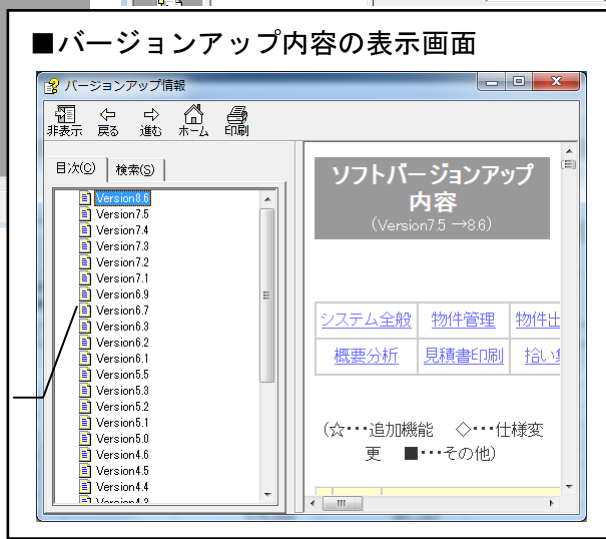 ■バージョンアップ内容の表示画面
バージョンアップ情報
非表示 戻る 進む ホーム 印刷
目次(C) 検索(S)
Version8.6
Version7.5
Version7.4
Version7.3
Version7.2
Version7.1
Version6.9
Version6.7
Version6.3
Version6.2
Version6.1
Version5.5
Version5.3
Version5.2
Version5.1
Version5.0
Version4.6
Version4.5
Version4.4
ソフトバージョンアップ
内容
(Version7.5 →8.6)
システム全般 物件管理 物件出
概要分析 見積書印刷 拾い
(☆・・・追加機能 ◇・・・仕様変
更 ■・・・その他)